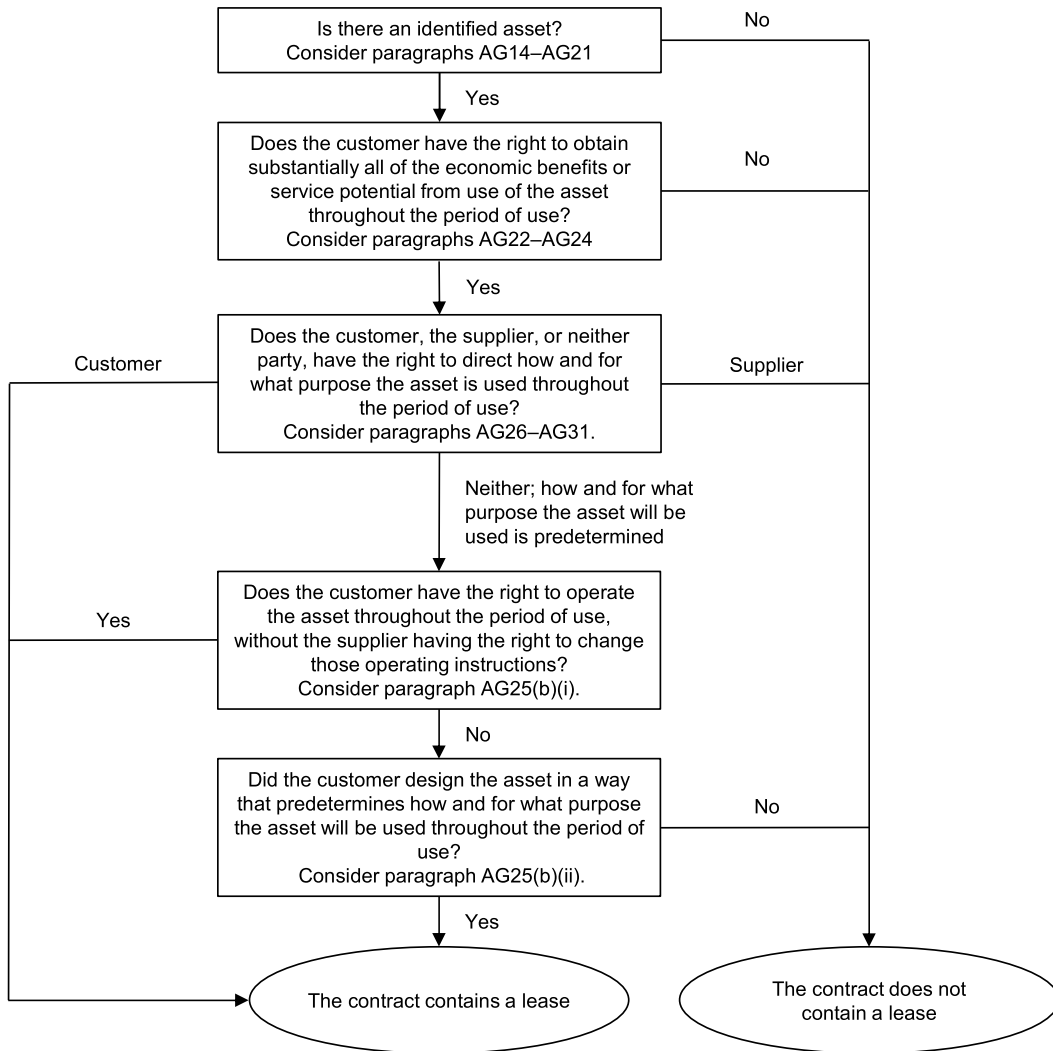 Is there an identified asset?
Consider paragraphs AG14–AG21
No
Yes
Does the customer have the right to obtain
substantially all of the economic benefits or
service potential from use of the asset
throughout the period of use?
Consider paragraphs AG22–AG24
No
Yes
Does the customer, the supplier, or neither
party, have the right to direct how and for
what purpose the asset is used throughout
the period of use?
Consider paragraphs AG26–AG31.
Customer
Supplier
Neither; how and for what
purpose the asset will be
used is predetermined
Does the customer have the right to operate
the asset throughout the period of use,
without the supplier having the right to change
those operating instructions?
Consider paragraph AG25(b)(i).
Yes
No
Did the customer design the asset in a way
that predetermines how and for what purpose
the asset will be used throughout the period of
use?
Consider paragraph AG25(b)(ii).
No
Yes
The contract contains a lease
The contract does not
contain a lease